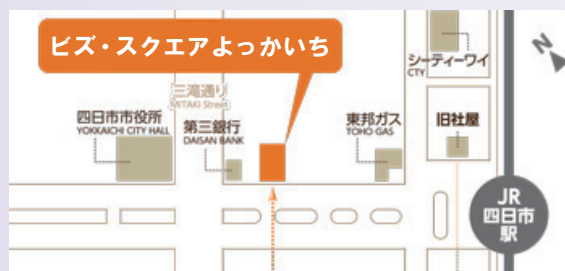 ビズ・スクエアよっかいち
N
シーティーワイ
CTY
三滝通り
MITAKI Street
四日市市役所
YOKKAICHI CITY HALL
第三銀行
DAISAN BANK
東邦ガス
TOHO GAS
旧社屋
JR
四日市
駅